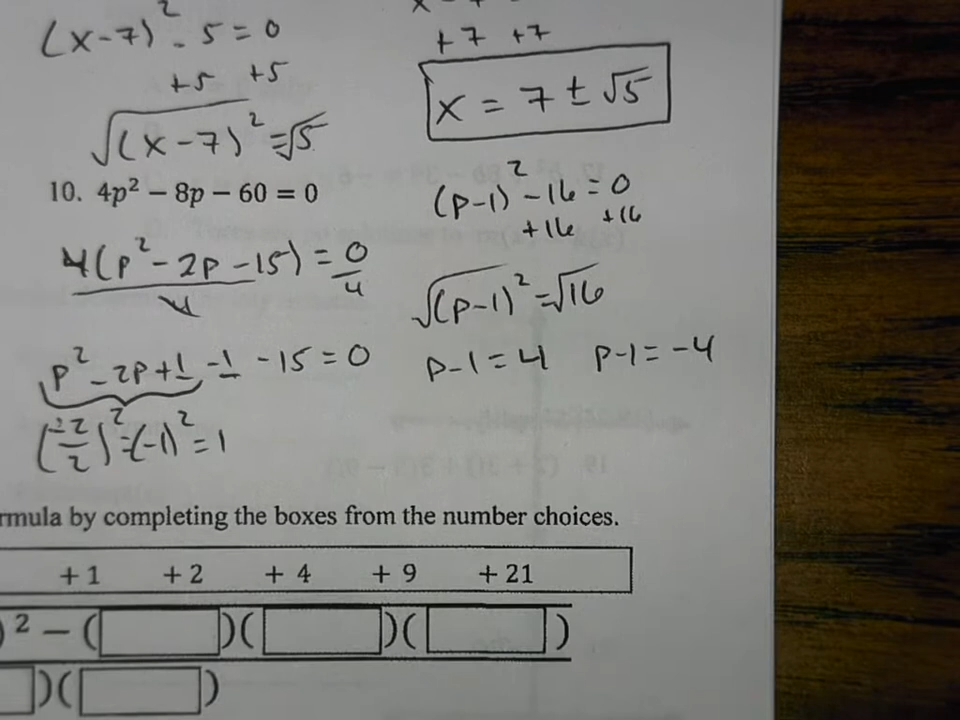 (x-7)² - 5 = 0
+5 +5
√(x-7)² = √5
+7 +7
x = 7 ± √5
10. 4p² − 8p − 60 = 0
4(p² - 2p - 15) = 0
4 4
p² - 2p + 1 - 1 - 15 = 0
(-2/2)² = (-1)² = 1
(p-1)² - 16 = 0
+16 +16
√(p-1)² = √16
p-1 = 4 p-1 = -4
rmula by completing the boxes from the number choices.
+ 1 + 2 + 4 + 9 + 21
)² − ( )( )( )
)( )